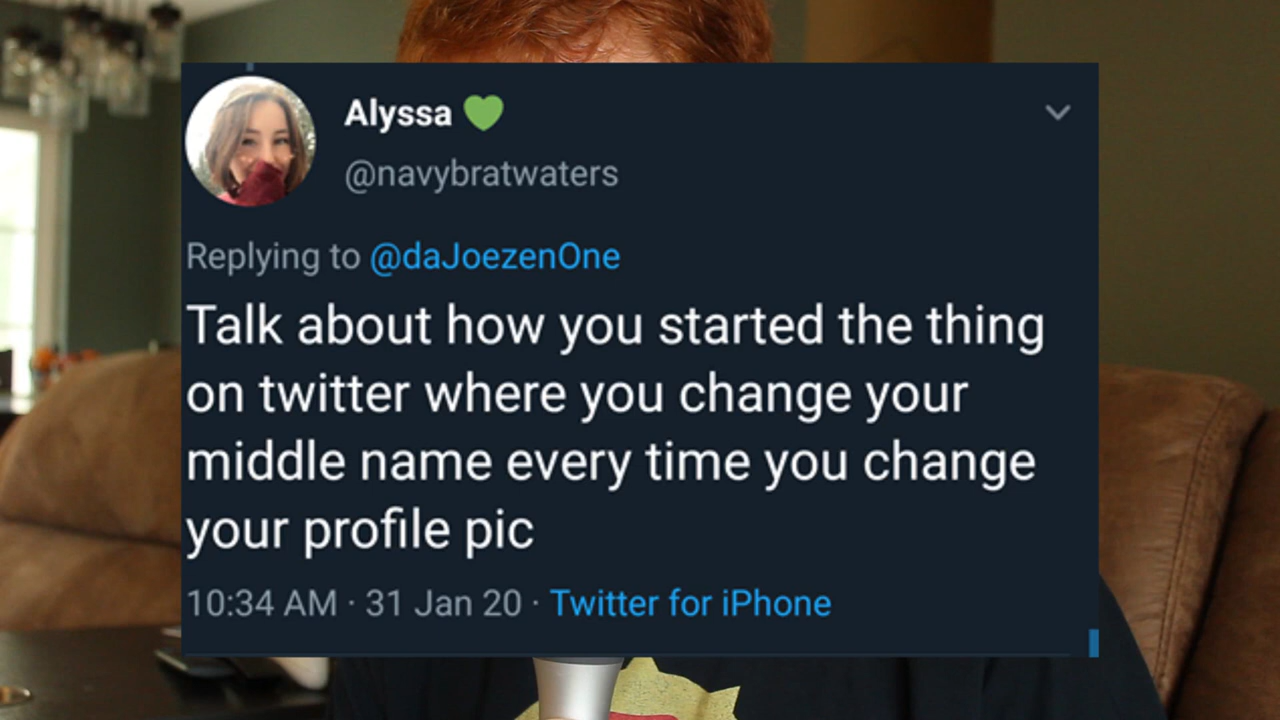 Alyssa 💚
@navybratwaters
Replying to @daJoezenOne
Talk about how you started the thing
on twitter where you change your
middle name every time you change
your profile pic
10:34 AM · 31 Jan 20 · Twitter for iPhone